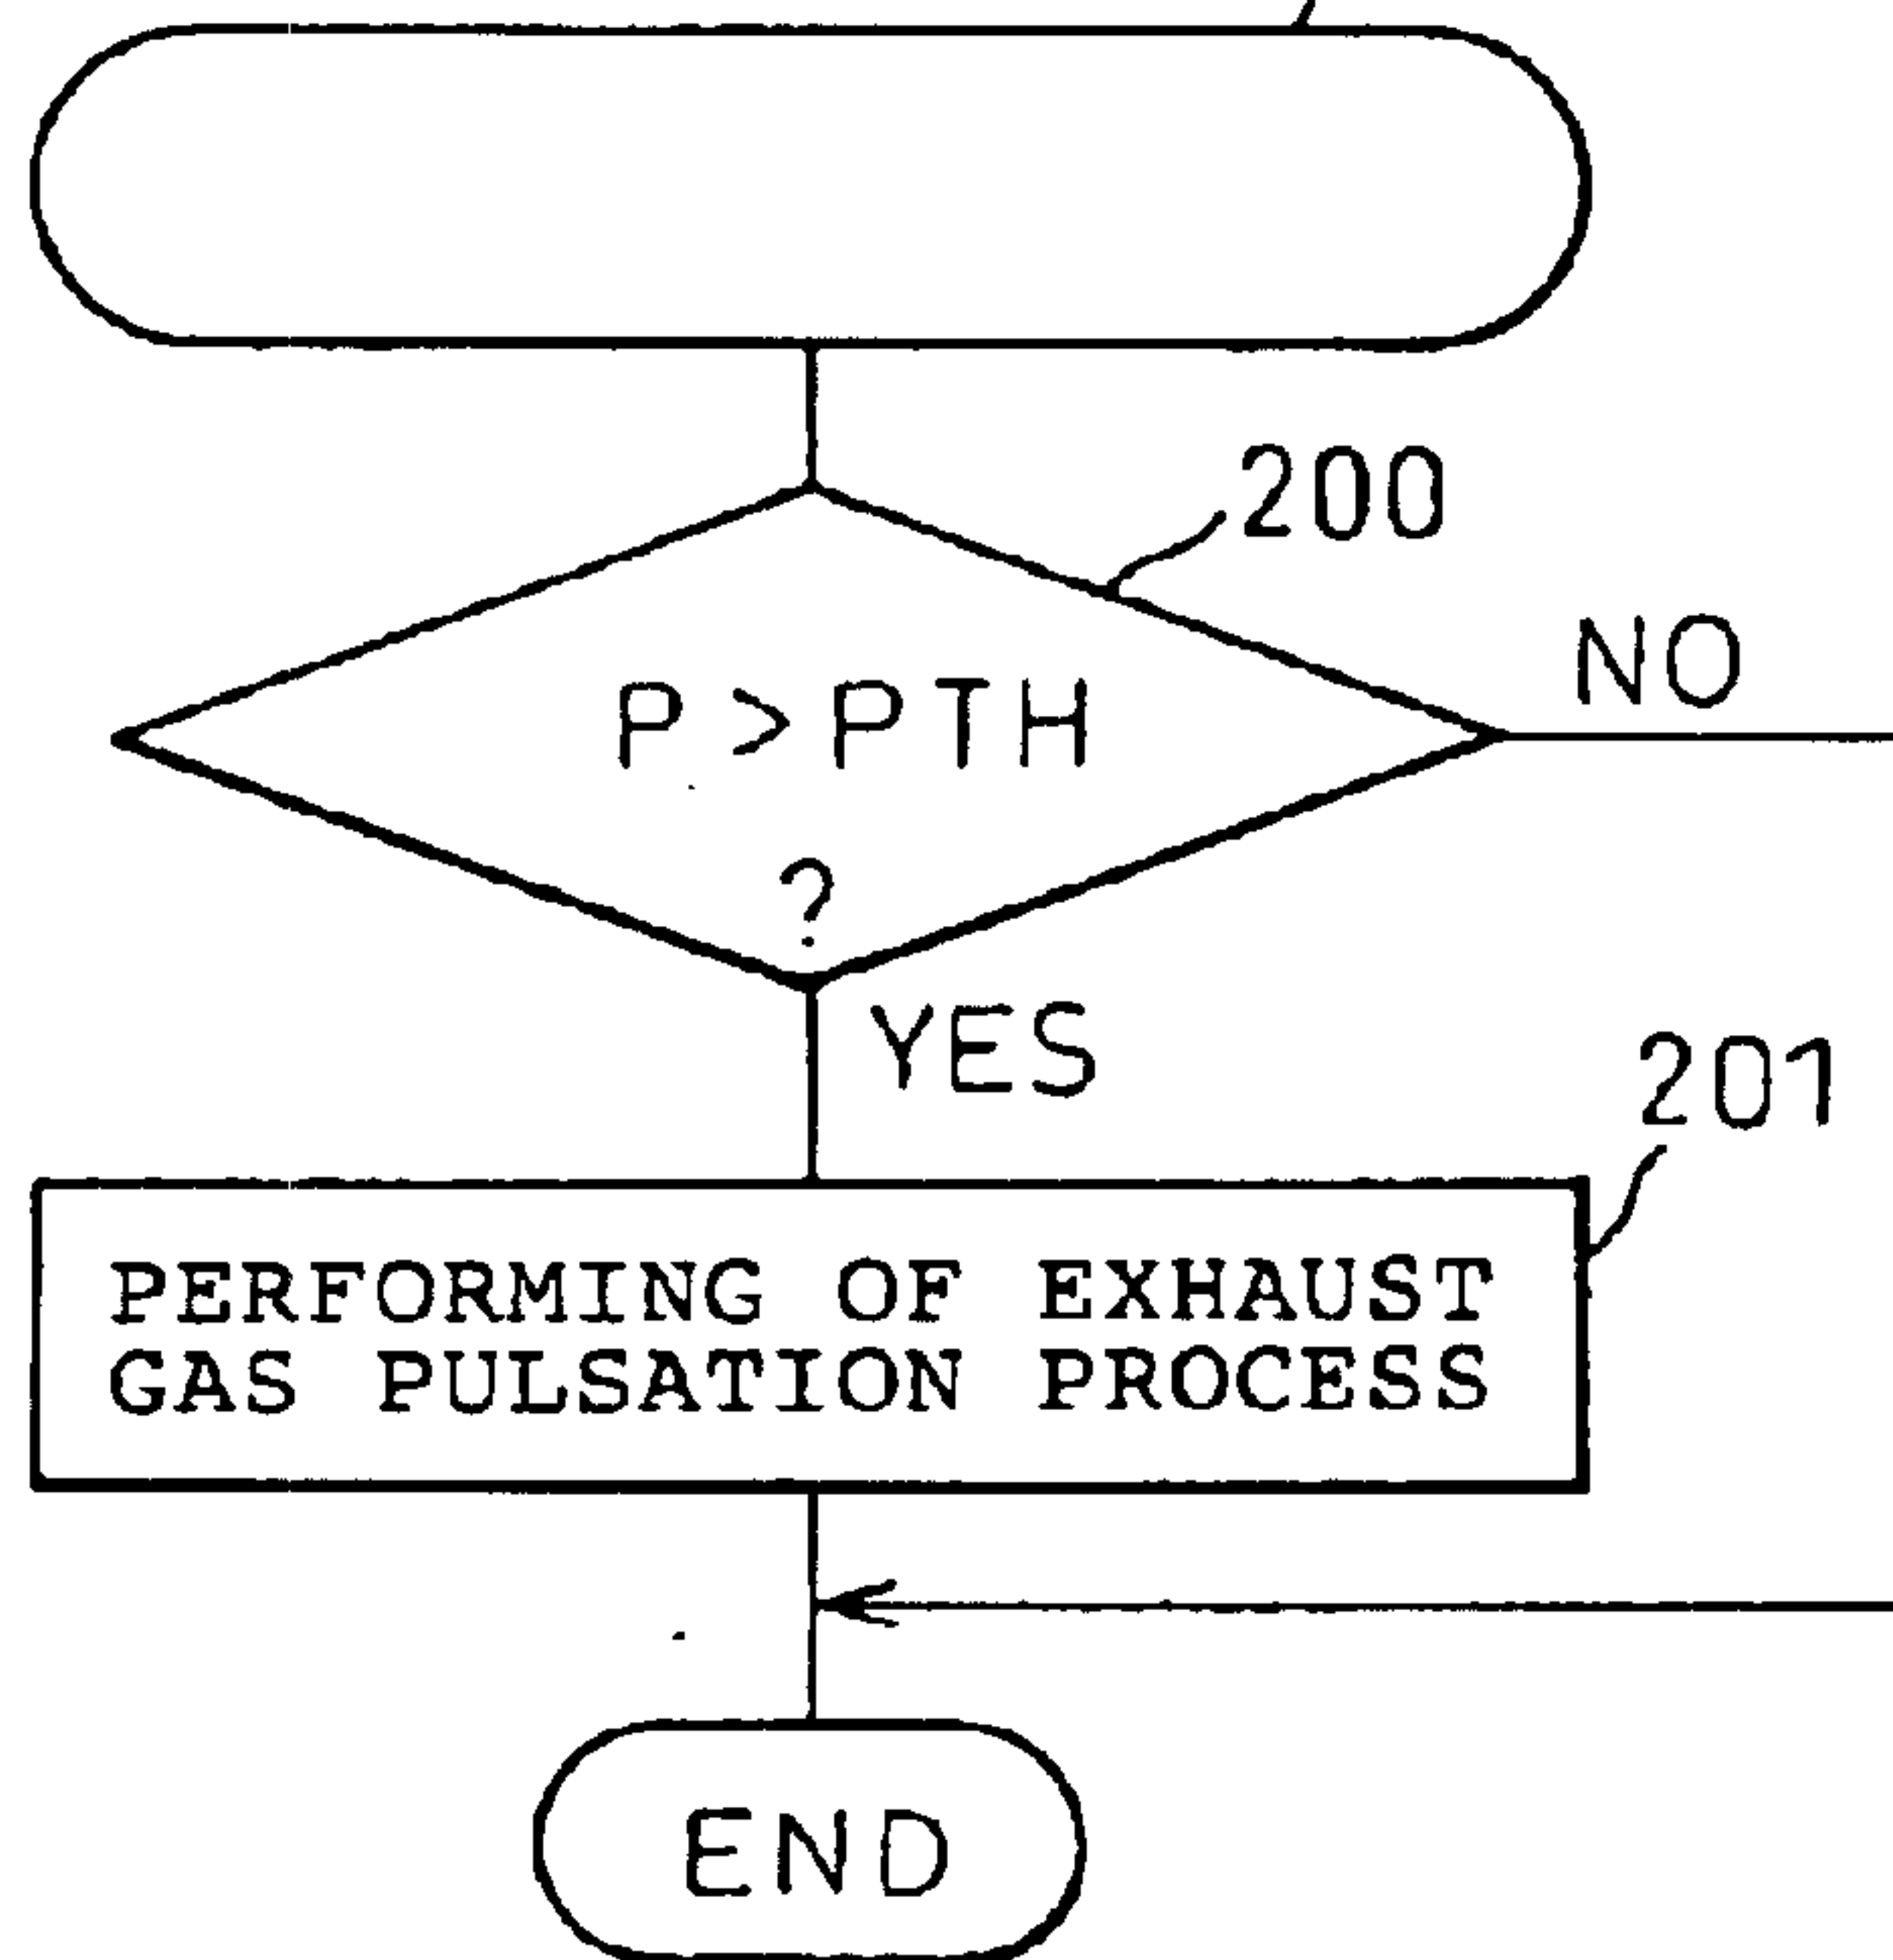 200
P>PTH
?
NO
YES
201
PERFORMING OF EXHAUST
GAS PULSATION PROCESS
END